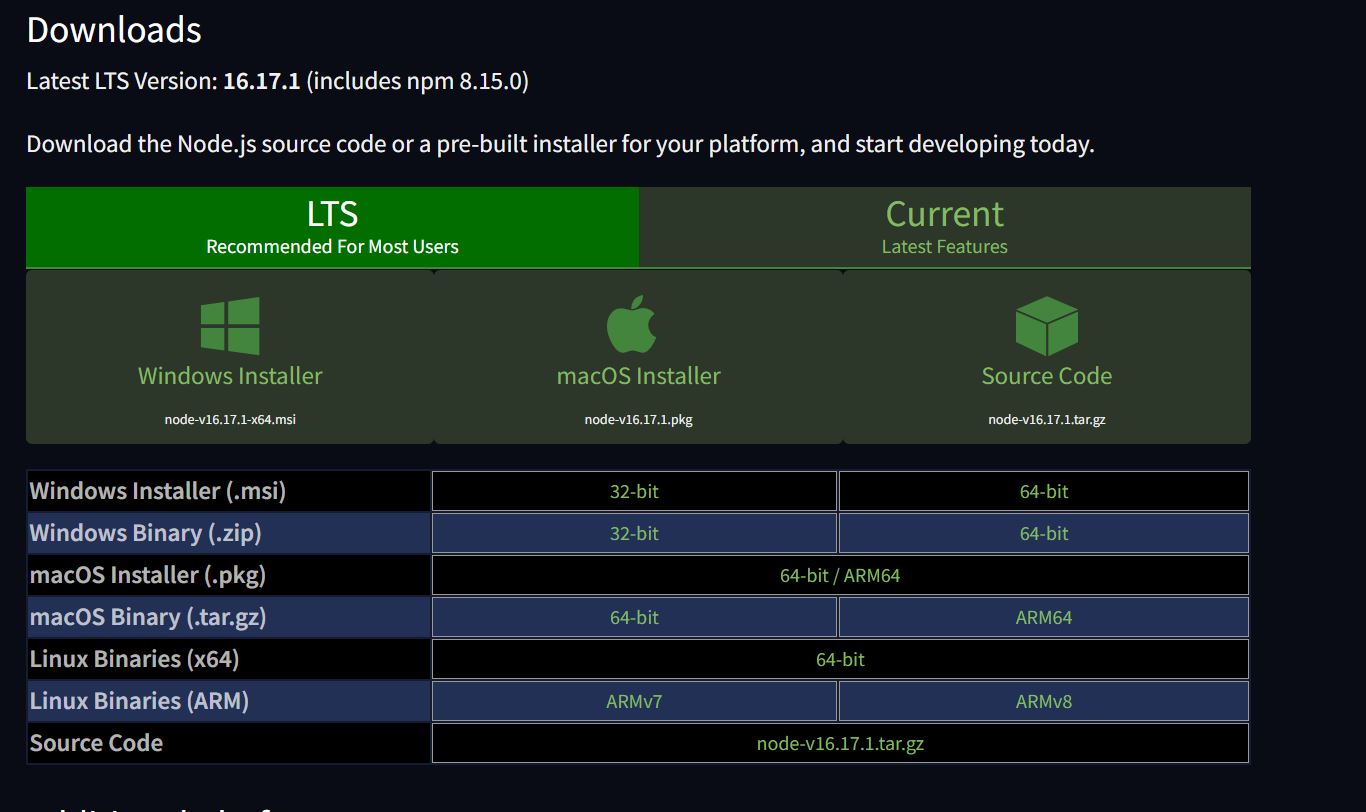 Downloads
Latest LTS Version: 16.17.1 (includes npm 8.15.0)
Download the Node.js source code or a pre-built installer for your platform, and start developing today.
LTS
Recommended For Most Users
Current
Latest Features
Windows Installer
node-v16.17.1-x64.msi
macOS Installer
node-v16.17.1.pkg
Source Code
node-v16.17.1.tar.gz
Windows Installer (.msi) 32-bit 64-bit
Windows Binary (.zip) 32-bit 64-bit
macOS Installer (.pkg) 64-bit / ARM64
macOS Binary (.tar.gz) 64-bit ARM64
Linux Binaries (x64) 64-bit
Linux Binaries (ARM) ARMv7 ARMv8
Source Code node-v16.17.1.tar.gz